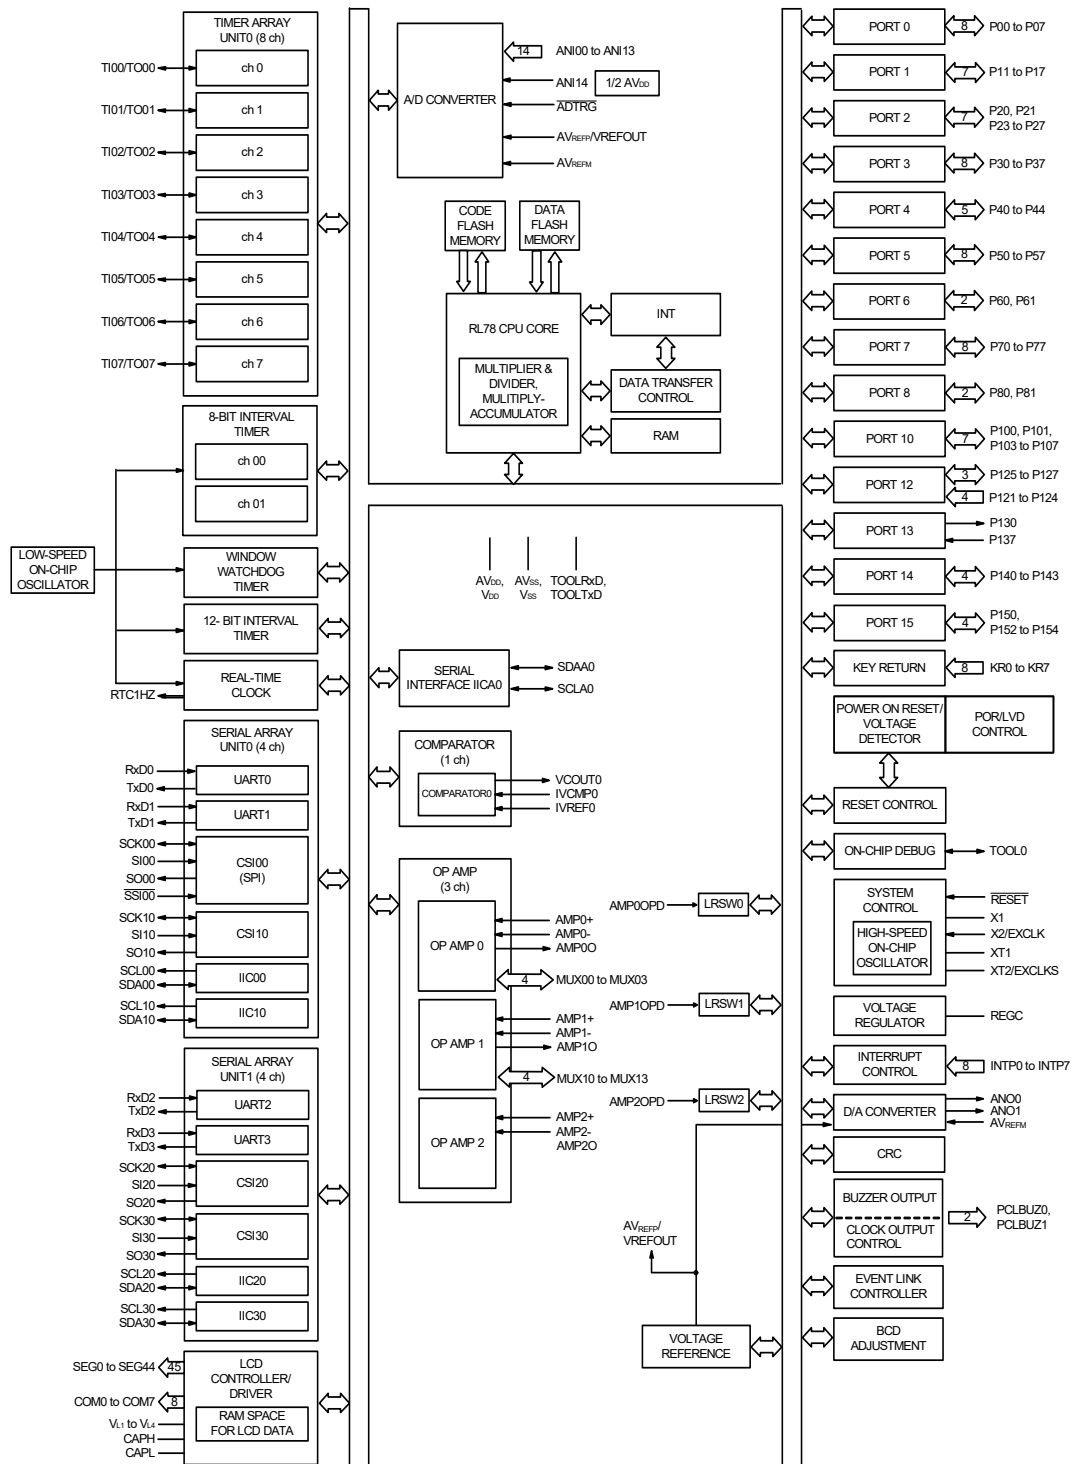 TIMER ARRAY
UNIT0 (8 ch)
TI00/TO00
ch 0
TI01/TO01
ch 1
TI02/TO02
ch 2
TI03/TO03
ch 3
TI04/TO04
ch 4
TI05/TO05
ch 5
TI06/TO06
ch 6
TI07/TO07
ch 7
8-BIT INTERVAL
TIMER
ch 00
ch 01
LOW-SPEED
ON-CHIP
OSCILLATOR
WINDOW
WATCHDOG
TIMER
12- BIT INTERVAL
TIMER
REAL-TIME
CLOCK
RTC1HZ
SERIAL ARRAY
UNIT0 (4 ch)
RxD0
TxD0
UART0
RxD1
TxD1
UART1
SCK00
SI00
SO00
SSI00
CSI00
(SPI)
SCK10
SI10
SO10
CSI10
SCL00
SDA00
IIC00
SCL10
SDA10
IIC10
SERIAL ARRAY
UNIT1 (4 ch)
RxD2
TxD2
UART2
RxD3
TxD3
UART3
SCK20
SI20
SO20
CSI20
SCK30
SI30
SO30
CSI30
SCL20
SDA20
IIC20
SCL30
SDA30
IIC30
LCD
CONTROLLER/
DRIVER
RAM SPACE
FOR LCD DATA
SEG0 to SEG44
45
COM0 to COM7
8
VL1 to VL4
CAPH
CAPL
A/D CONVERTER
14
ANI00 to ANI13
ANI14
1/2 AVDD
ADTRG
AVREFP/VREFOUT
AVREFM
CODE
FLASH
MEMORY
DATA
FLASH
MEMORY
RL78 CPU CORE
MULTIPLIER &
DIVIDER,
MULITIPLY-
ACCUMULATOR
INT
DATA TRANSFER
CONTROL
RAM
AVDD,
VDD
AVSS,
VSS
TOOLRxD,
TOOLTxD
SERIAL
INTERFACE IICA0
SDAA0
SCLA0
COMPARATOR
(1 ch)
COMPARATOR0
VCOUT0
IVCMP0
IVREF0
OP AMP
(3 ch)
OP AMP 0
AMP0+
AMP0-
AMP0O
4
MUX00 to MUX03
OP AMP 1
AMP1+
AMP1-
AMP1O
4
MUX10 to MUX13
OP AMP 2
AMP2+
AMP2-
AMP2O
AMP0OPD
LRSW0
AMP1OPD
LRSW1
AMP2OPD
LRSW2
AVREFP/
VREFOUT
VOLTAGE
REFERENCE
PORT 0
8
P00 to P07
PORT 1
7
P11 to P17
PORT 2
7
P20, P21
P23 to P27
PORT 3
8
P30 to P37
PORT 4
5
P40 to P44
PORT 5
8
P50 to P57
PORT 6
2
P60, P61
PORT 7
8
P70 to P77
PORT 8
2
P80, P81
PORT 10
7
P100, P101,
P103 to P107
PORT 12
3
P125 to P127
4
P121 to P124
PORT 13
P130
P137
PORT 14
4
P140 to P143
PORT 15
4
P150,
P152 to P154
KEY RETURN
8
KR0 to KR7
POWER ON RESET/
VOLTAGE
DETECTOR
POR/LVD
CONTROL
RESET CONTROL
ON-CHIP DEBUG
TOOL0
SYSTEM
CONTROL
HIGH-SPEED
ON-CHIP
OSCILLATOR
RESET
X1
X2/EXCLK
XT1
XT2/EXCLKS
VOLTAGE
REGULATOR
REGC
INTERRUPT
CONTROL
8
INTP0 to INTP7
D/A CONVERTER
ANO0
ANO1
AVREFM
CRC
BUZZER OUTPUT
CLOCK OUTPUT
CONTROL
2
PCLBUZ0,
PCLBUZ1
EVENT LINK
CONTROLLER
BCD
ADJUSTMENT